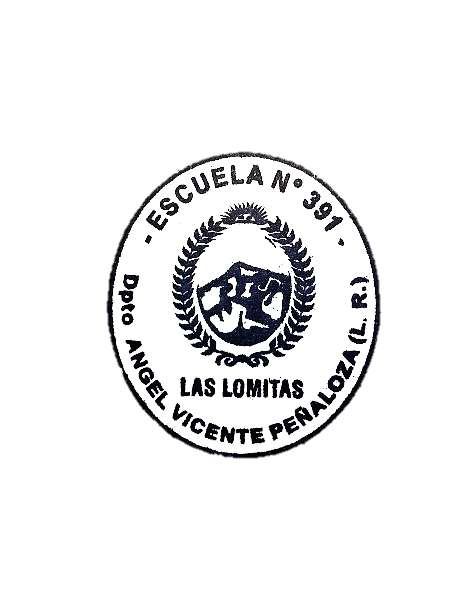 - ESCUELA N° 391 -
LAS LOMITAS
Dpto ANGEL VICENTE PEÑALOZA (L. R.)